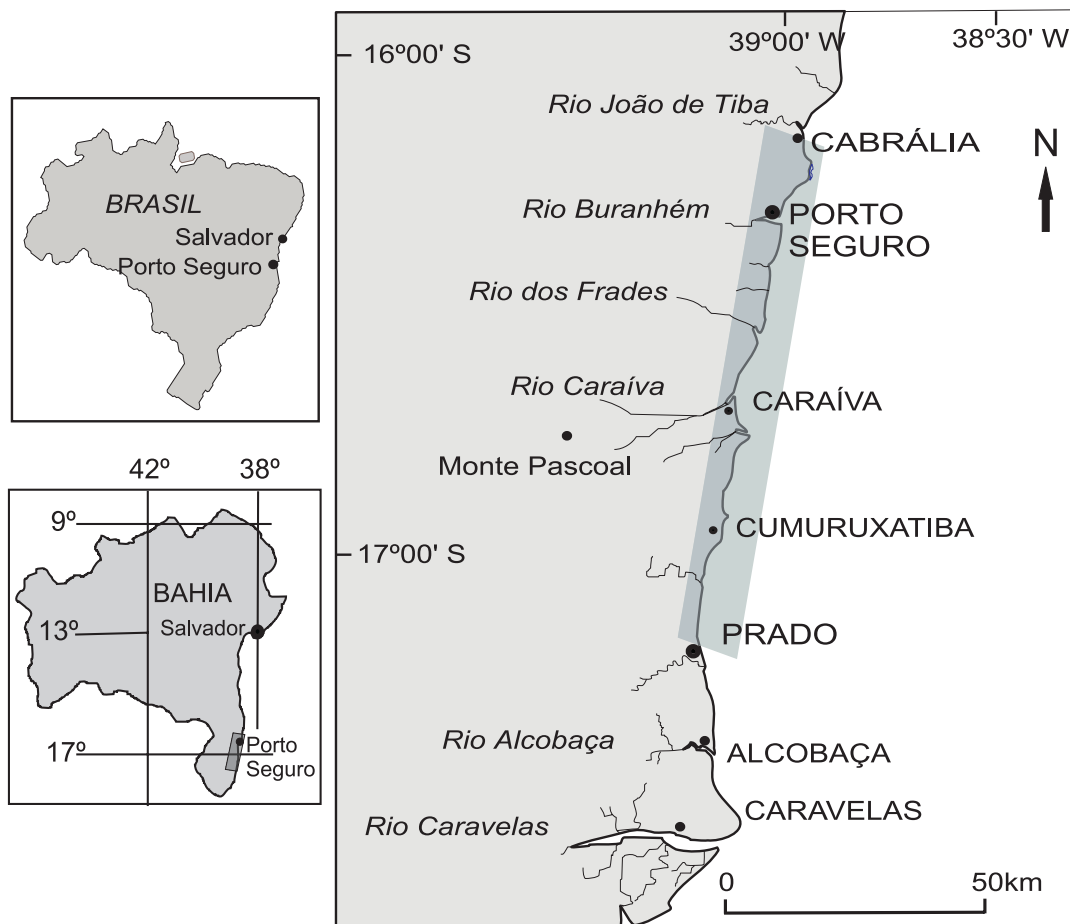 BRASIL
Salvador
Porto Seguro
42º
38º
9º
BAHIA
13º
Salvador
17º
Porto
Seguro
39º00' W
38º30' W
16º00' S
Rio João de Tiba
CABRÁLIA
N
Rio Buranhém
PORTO
SEGURO
Rio dos Frades
Rio Caraíva
CARAÍVA
Monte Pascoal
CUMURUXATIBA
17º00' S
PRADO
Rio Alcobaça
ALCOBAÇA
CARAVELAS
Rio Caravelas
0
50km